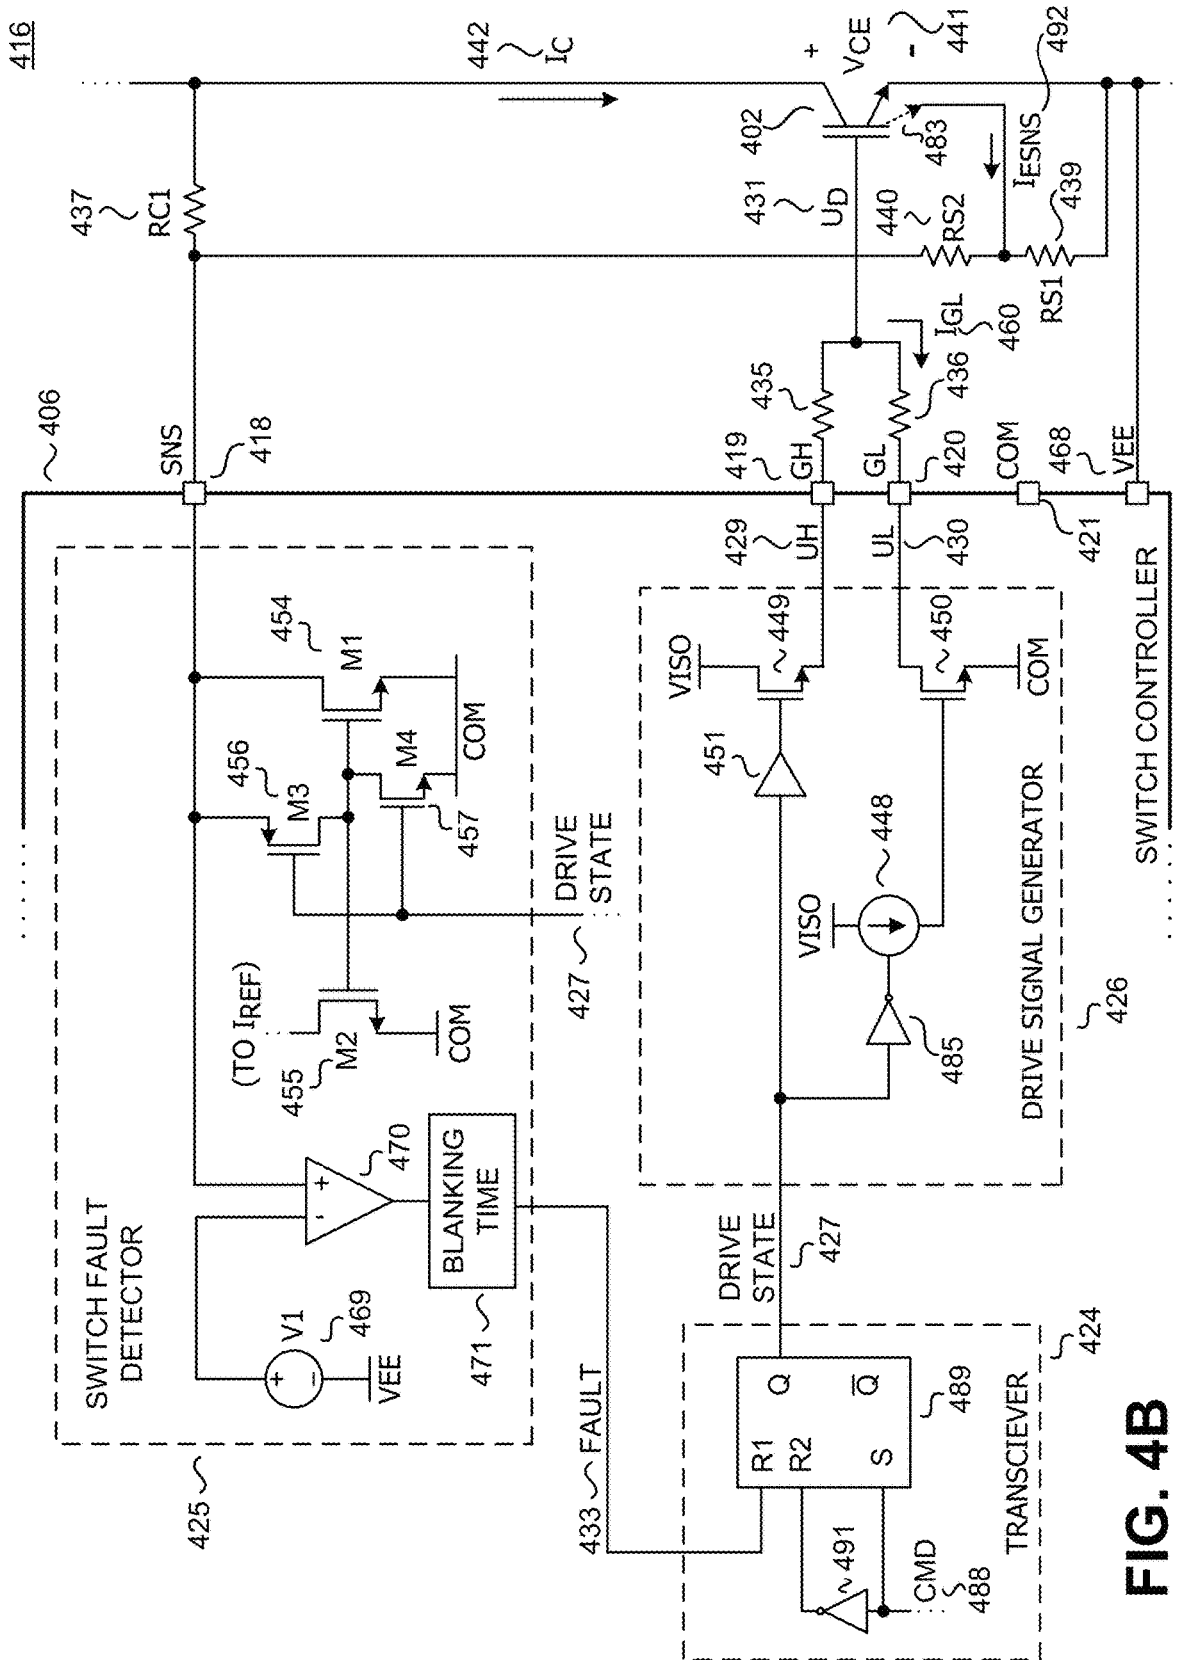 416
442
IC
+
VCE
-
441
402
483
IESNS
492
437
RC1
431
UD
440
RS2
439
RS1
IGL
460
406
SNS
418
435
436
419
GH
GL
420
COM
468
VEE
421
429
UH
UL
430
SWITCH CONTROLLER
SWITCH FAULT
DETECTOR
425
454
M1
456
M3
M4
457
COM
(TO IREF)
455
M2
COM
470
+
-
V1
469
+
-
VEE
BLANKING
TIME
471
DRIVE
STATE
427
433
FAULT
VISO
449
450
COM
451
448
VISO
485
DRIVE SIGNAL GENERATOR
426
DRIVE
STATE
427
R1
Q
R2
S
Q
489
491
CMD
488
TRANSCIEVER
424
FIG. 4B